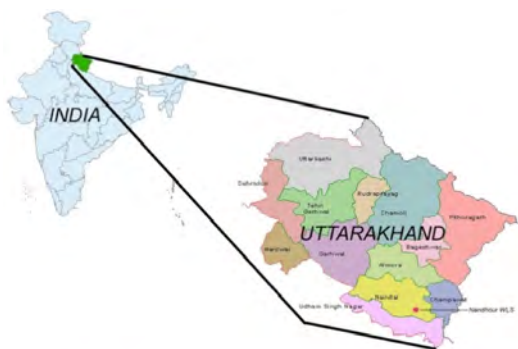 INDIA
Uttarkashi
Dehradun
Rudraprayag
Tehri
Garhwal
Chamoli
Pithoragarh
UTTARAKHAND
Bageshwar
Haridwar
Garhwal
Almora
Nainital
Champawat
Udham Singh Nagar
Nandhour WLS